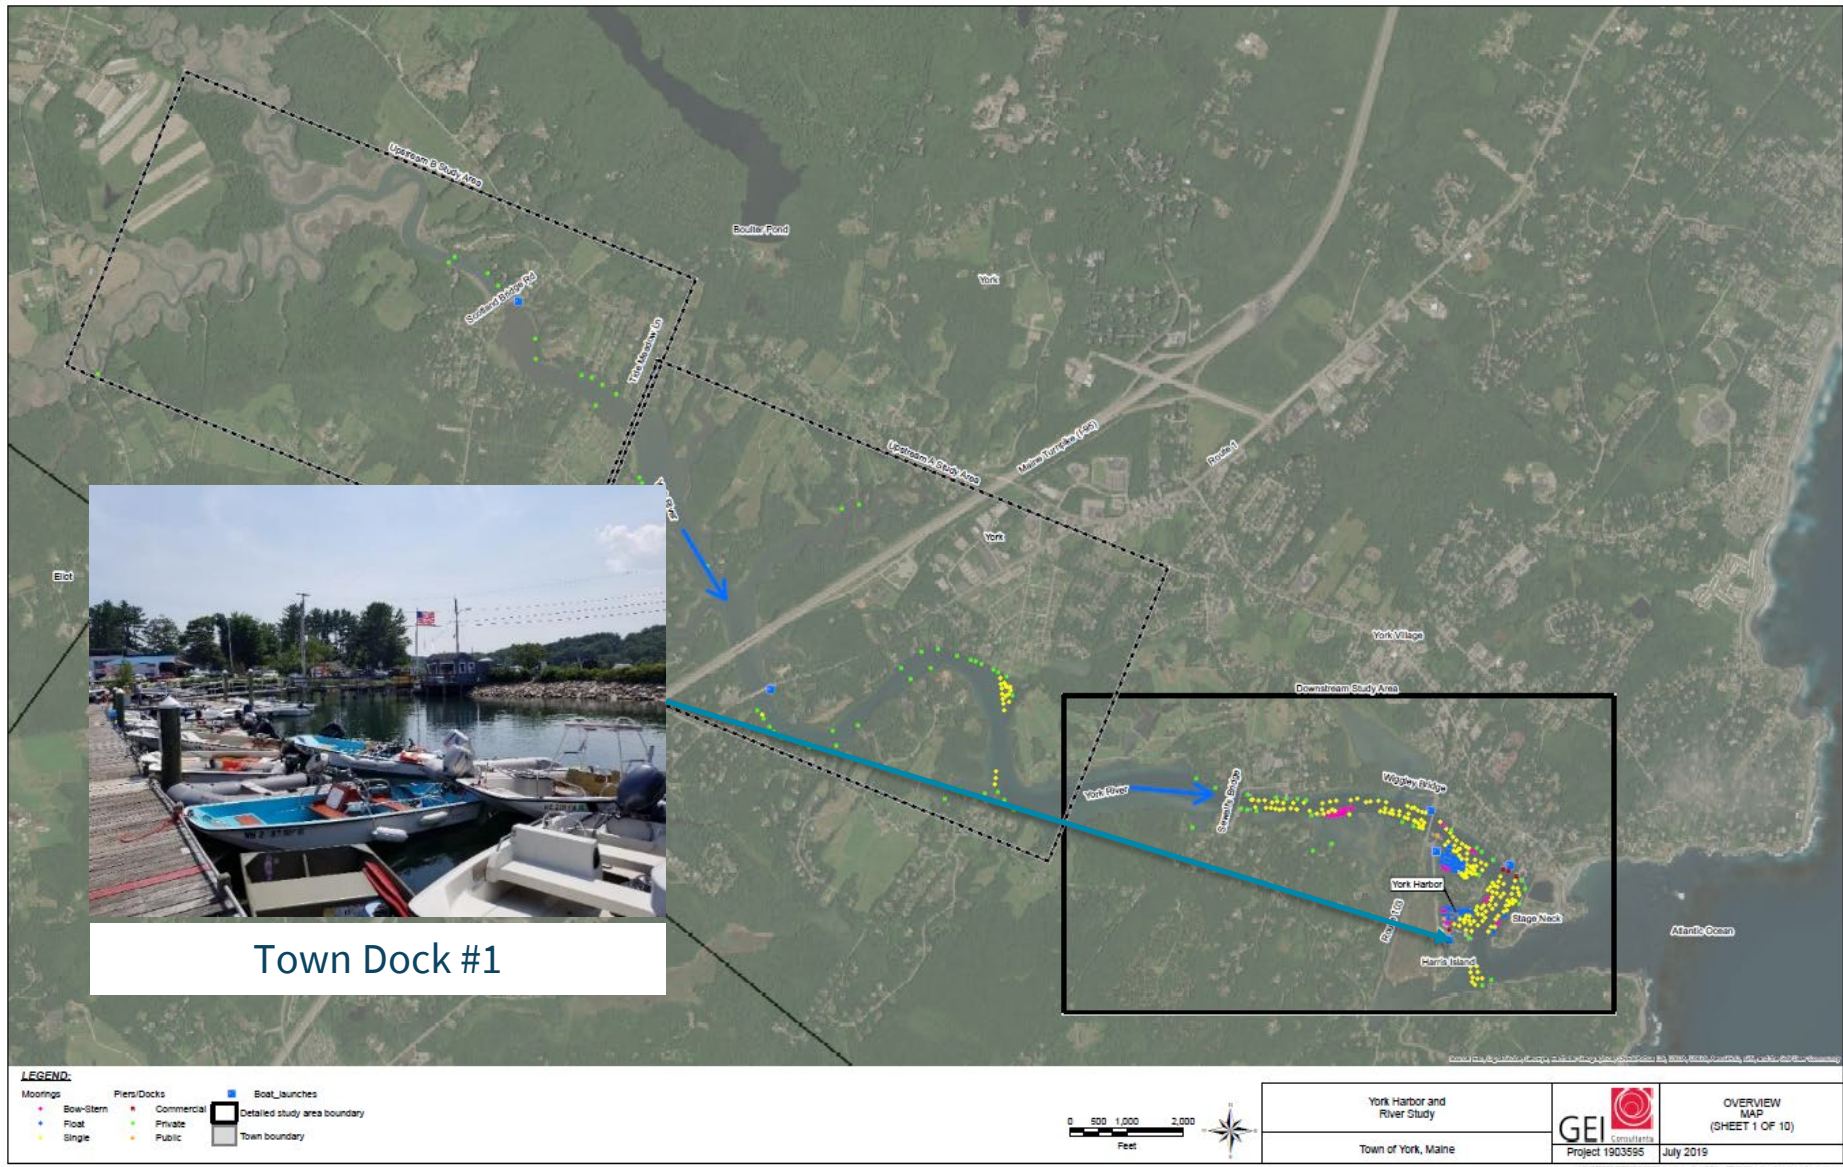 Upstream B Study Area
Boulter Pond
York
Scotland Bridge Rd
Tide Meadow Ln
Upstream A Study Area
Maine Turnpike (I-95)
Route 1
York
Eliot
River
York Village
Downstream Study Area
York River
Sewalls Bridge
Wiggley Bridge
York Harbor
Stage Neck
Harris Island
Atlantic Ocean
Town Dock #1
LEGEND:
Moorings
Bow-Stern
Float
Single
Piers/Docks
Commercial
Private
Public
Boat_launches
Detailed study area boundary
Town boundary
0 500 1,000 2,000
Feet
York Harbor and
River Study
Town of York, Maine
GEI
Consultants
Project 1903595
July 2019
OVERVIEW
MAP
(SHEET 1 OF 10)